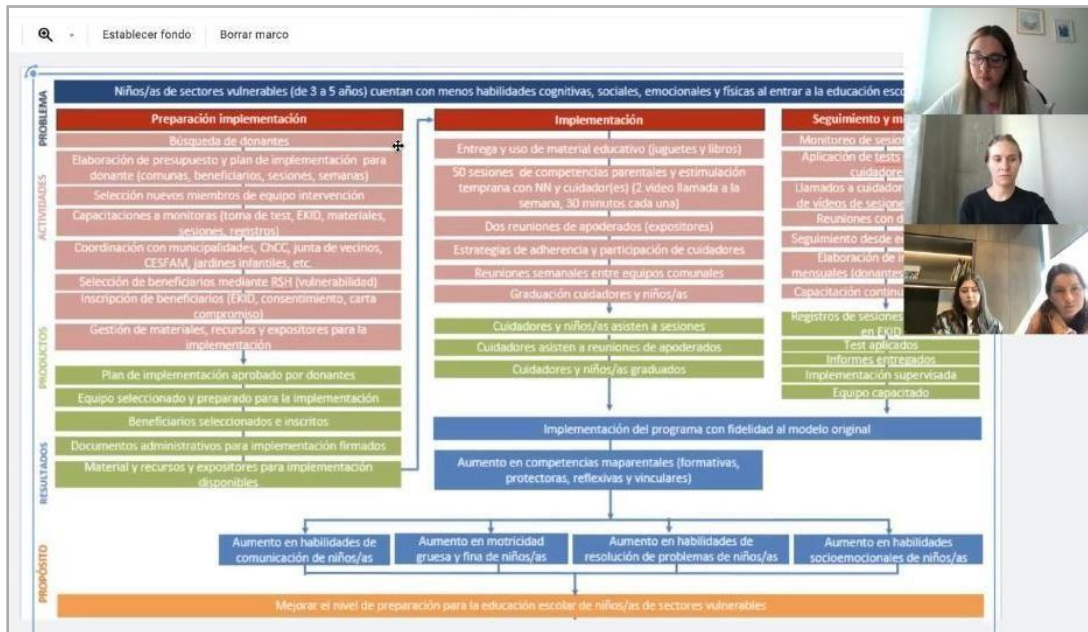 Establecer fondo Borrar marco
PROBLEMA
Niños/as de sectores vulnerables (de 3 a 5 años) cuentan con menos habilidades cognitivas, sociales, emocionales y físicas al entrar a la educación esco
ACTIVIDADES
Preparación implementación
Búsqueda de donantes
Elaboración de presupuesto y plan de implementación para
donante (comunas, beneficiarios, sesiones, semanas)
Selección nuevos miembros de equipo intervención
Capacitaciones a monitoras (toma de test, EKID, materiales,
sesiones, registros)
Coordinación con municipalidades, ChCC, junta de vecinos,
CESFAM, jardines infantiles, etc.
Selección de beneficiarios mediante RSH (vulnerabilidad)
Inscripción de beneficiarios (EKID, consentimiento, carta
compromiso)
Gestión de materiales, recursos y expositores para la
implementación
Implementación
Entrega y uso de material educativo (juguetes y libros)
50 sesiones de competencias parentales y estimulación
temprana con NN y cuidador(es) (2 video llamada a la
semana, 30 minutos cada una)
Dos reuniones de apoderados (expositores)
Estrategias de adherencia y participación de cuidadores
Reuniones semanales entre equipos comunales
Graduación cuidadores y niños/as
Seguimiento y m
Monitoreo de sesio
Aplicación de tests
cuidadore
Llamados a cuidador
de vídeos de sesione
Reuniones con d
Seguimiento desde e
Elaboración de i
mensuales (donantes
Capacitación continu
PRODUCTOS
Plan de implementación aprobado por donantes
Equipo seleccionado y preparado para la implementación
Beneficiarios seleccionados e inscritos
Documentos administrativos para implementación firmados
Material y recursos y expositores para implementación
disponibles
Cuidadores y niños/as asisten a sesiones
Cuidadores asisten a reuniones de apoderados
Cuidadores y niños/as graduados
Registros de sesiones
en EKID
Test aplicados
Informes entregados
Implementación supervisada
Equipo capacitado
RESULTADOS
Implementación del programa con fidelidad al modelo original
Aumento en competencias maparentales (formativas,
protectoras, reflexivas y vinculares)
Aumento en habilidades de
comunicación de niños/as
Aumento en motricidad
gruesa y fina de niños/as
Aumento en habilidades de
resolución de problemas de niños/as
Aumento en habilidades
socioemocionales de niños/as
PROPÓSITO
Mejorar el nivel de preparación para la educación escolar de niños/as de sectores vulnerables